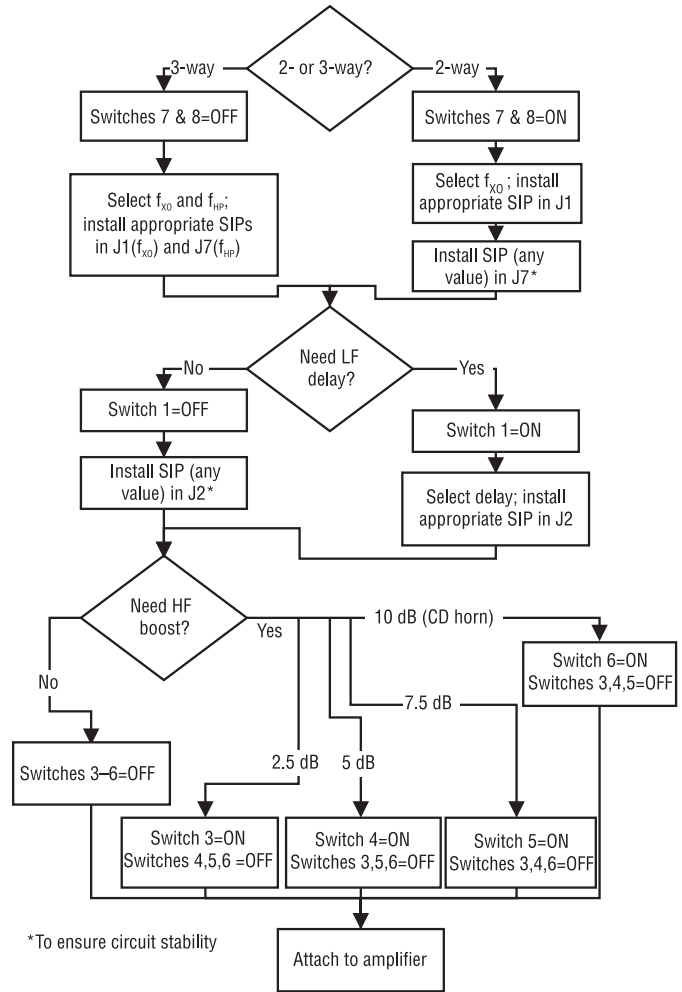 2- or 3-way?
3-way
2-way
Switches 7 & 8=OFF
Switches 7 & 8=ON
Select fXO and fHP;
install appropriate SIPs
in J1(fXO) and J7(fHP)
Select fXO ; install
appropriate SIP in J1
Install SIP (any
value) in J7*
Need LF
delay?
No
Yes
Switch 1=OFF
Switch 1=ON
Install SIP (any
value) in J2*
Select delay; install
appropriate SIP in J2
Need HF
boost?
Yes
10 dB (CD horn)
No
Switch 6=ON
Switches 3,4,5=OFF
7.5 dB
2.5 dB
5 dB
Switches 3–6=OFF
Switch 3=ON
Switches 4,5,6 =OFF
Switch 4=ON
Switches 3,5,6=OFF
Switch 5=ON
Switches 3,4,6=OFF
*To ensure circuit stability
Attach to amplifier